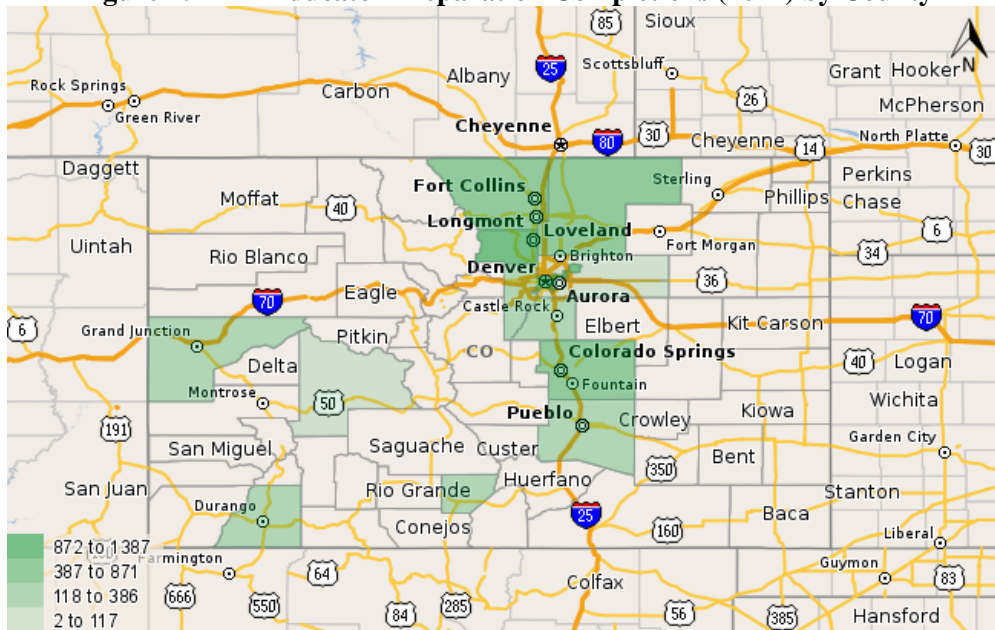 85
Sioux
25
Scottsbluff
Albany
Grant
Hooker
N
Rock Springs
Carbon
26
McPherson
Green River
Cheyenne
80
30
Cheyenne
14
North Platte
30
Daggett
Fort Collins
Sterling
Perkins
Moffat
40
Phillips
Chase
Longmont
Loveland
6
Uintah
Fort Morgan
34
Rio Blanco
Brighton
Denver
36
70
Eagle
Aurora
Castle Rock
6
Grand Junction
Pitkin
Elbert
Kit Carson
70
CO
Colorado Springs
Delta
40
Logan
Montrose
50
Fountain
Wichita
Pueblo
Kiowa
191
Crowley
Garden City
San Miguel
Saguache
Custer
Bent
350
San Juan
Rio Grande
Huerfano
Stanton
Durango
25
Baca
Conejos
160
Liberal
872 to 1387
Farmington
387 to 871
64
Colfax
Guymon
83
118 to 386
666
550
84
285
56
385
Hansford
2 to 117